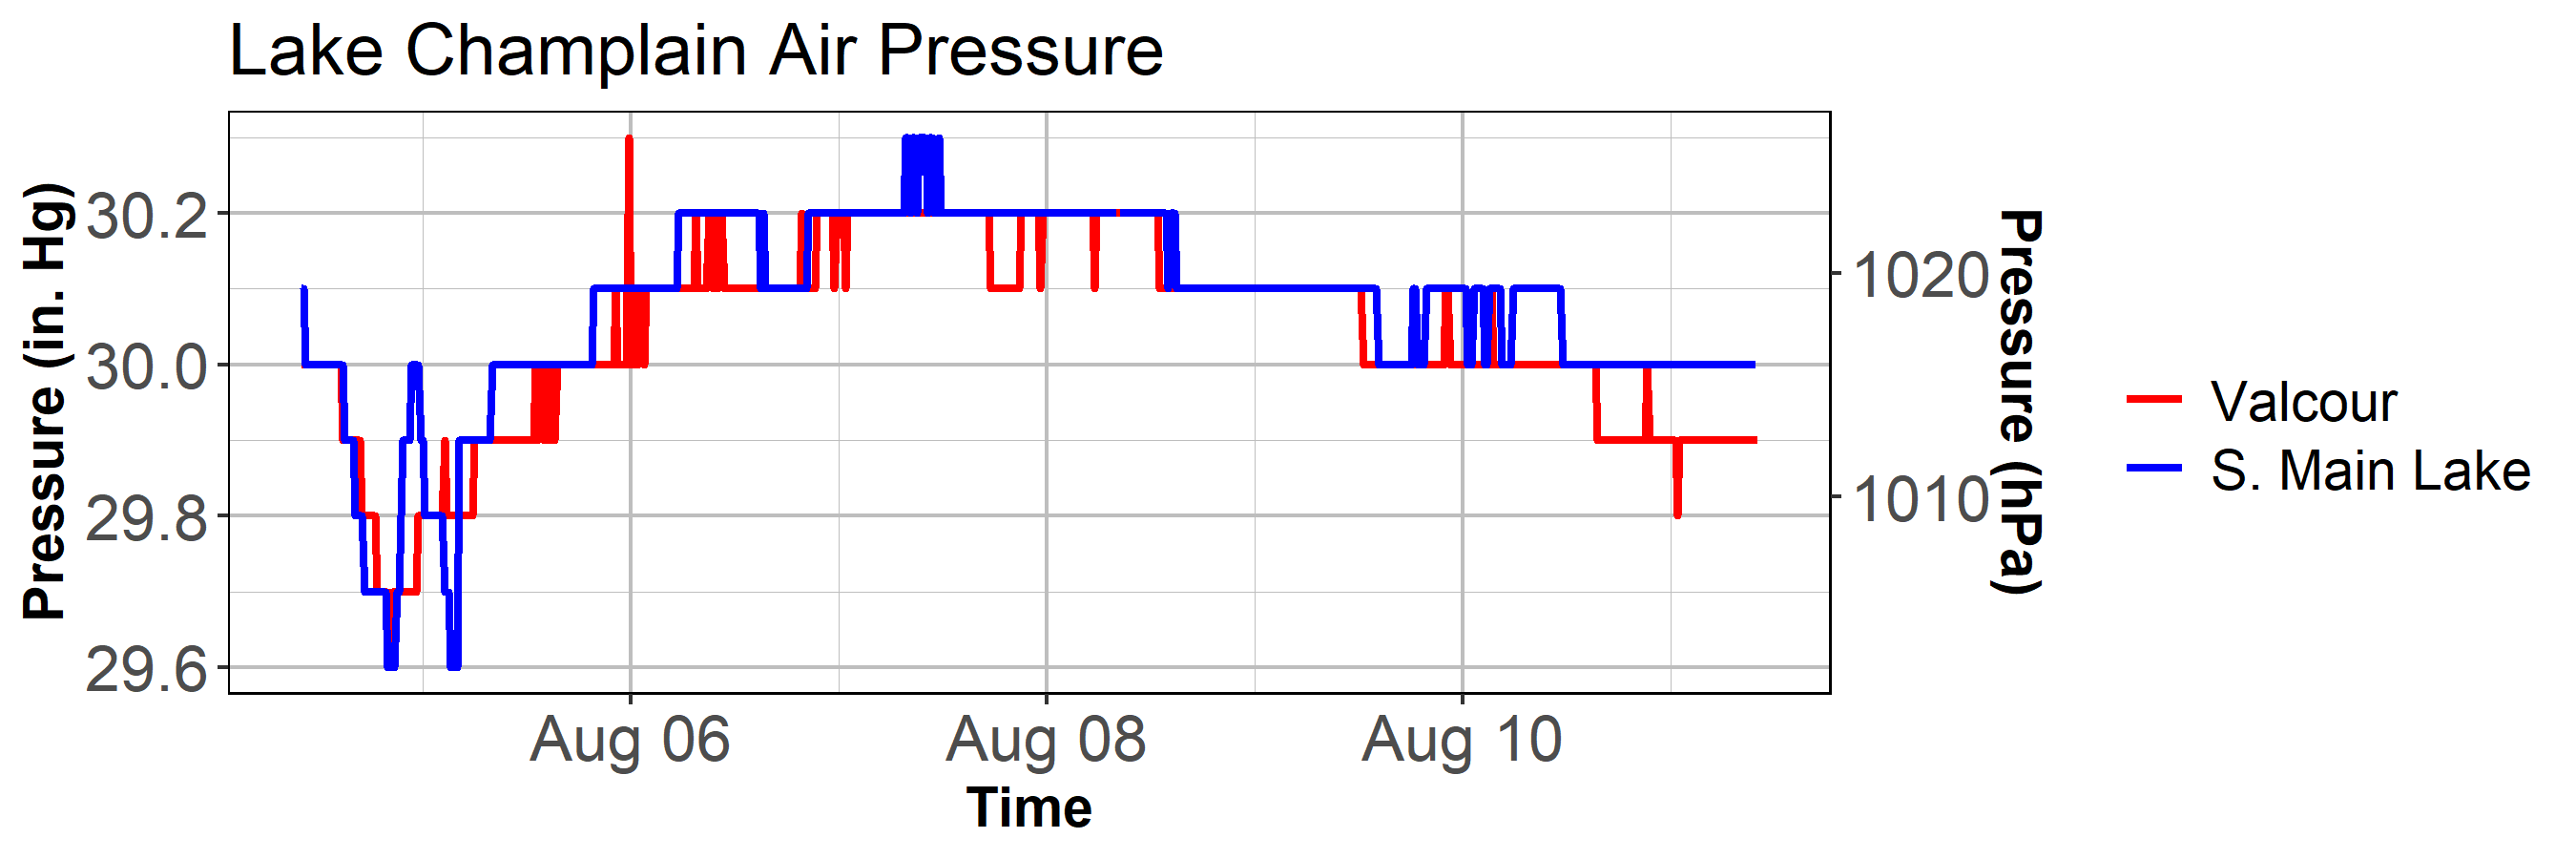 Lake Champlain Air Pressure
Pressure (in. Hg)
30.2
30.0
29.8
29.6
1020
1010
Pressure (hPa)
Aug 06
Aug 08
Aug 10
Time
Valcour
S. Main Lake